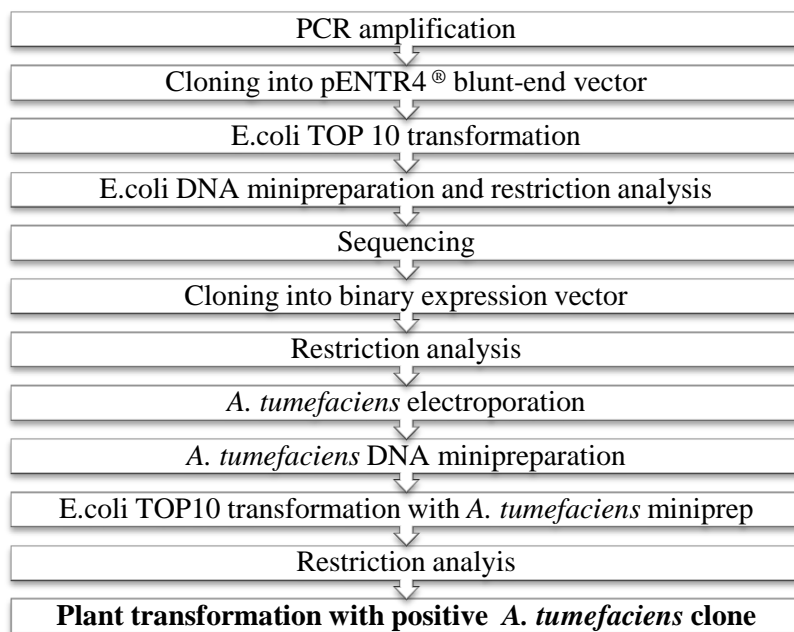 PCR amplification
Cloning into pENTR4 ® blunt-end vector
E.coli TOP 10 transformation
E.coli DNA minipreparation and restriction analysis
Sequencing
Cloning into binary expression vector
Restriction analysis
A. tumefaciens electroporation
A. tumefaciens DNA minipreparation
E.coli TOP10 transformation with A. tumefaciens miniprep
Restriction analyis
Plant transformation with positive A. tumefaciens clone